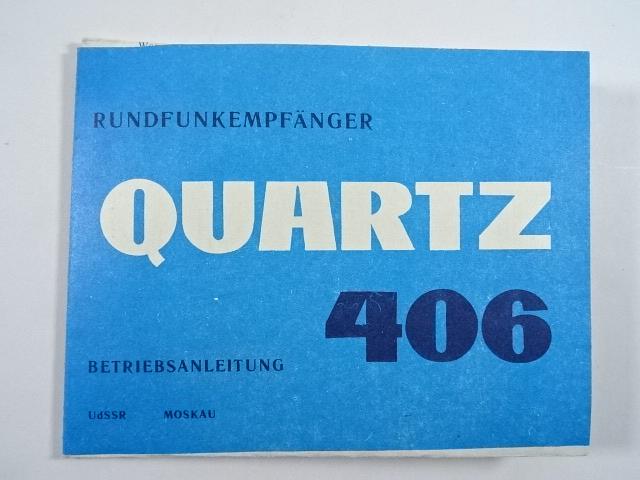 RUNDFUNKEMPFÄNGER
QUARTZ
406
BETRIEBSANLEITUNG
UdSSR MOSKAU